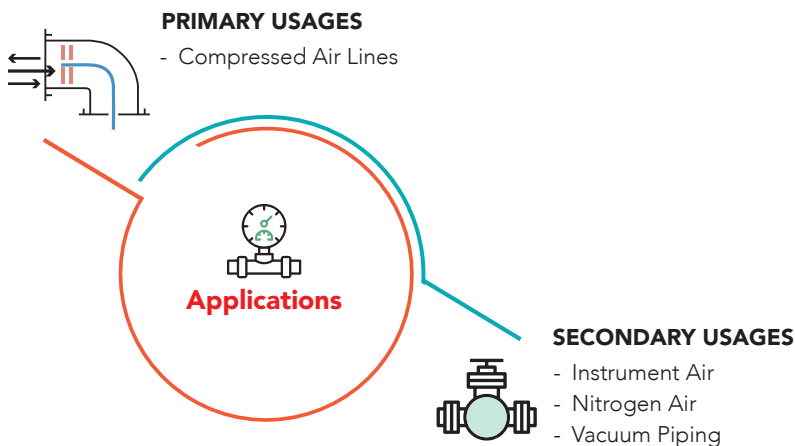 PRIMARY USAGES
- Compressed Air Lines
Applications
SECONDARY USAGES
- Instrument Air
- Nitrogen Air
- Vacuum Piping